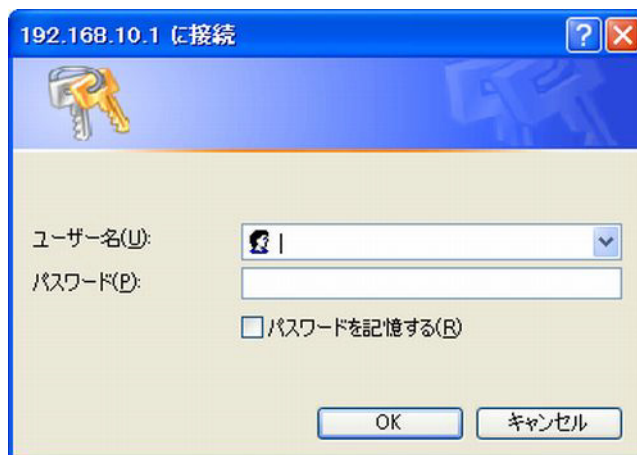 192.168.10.1 に接続
ユーザー名(U):
パスワード(P):
パスワードを記憶する(R)
OK キャンセル